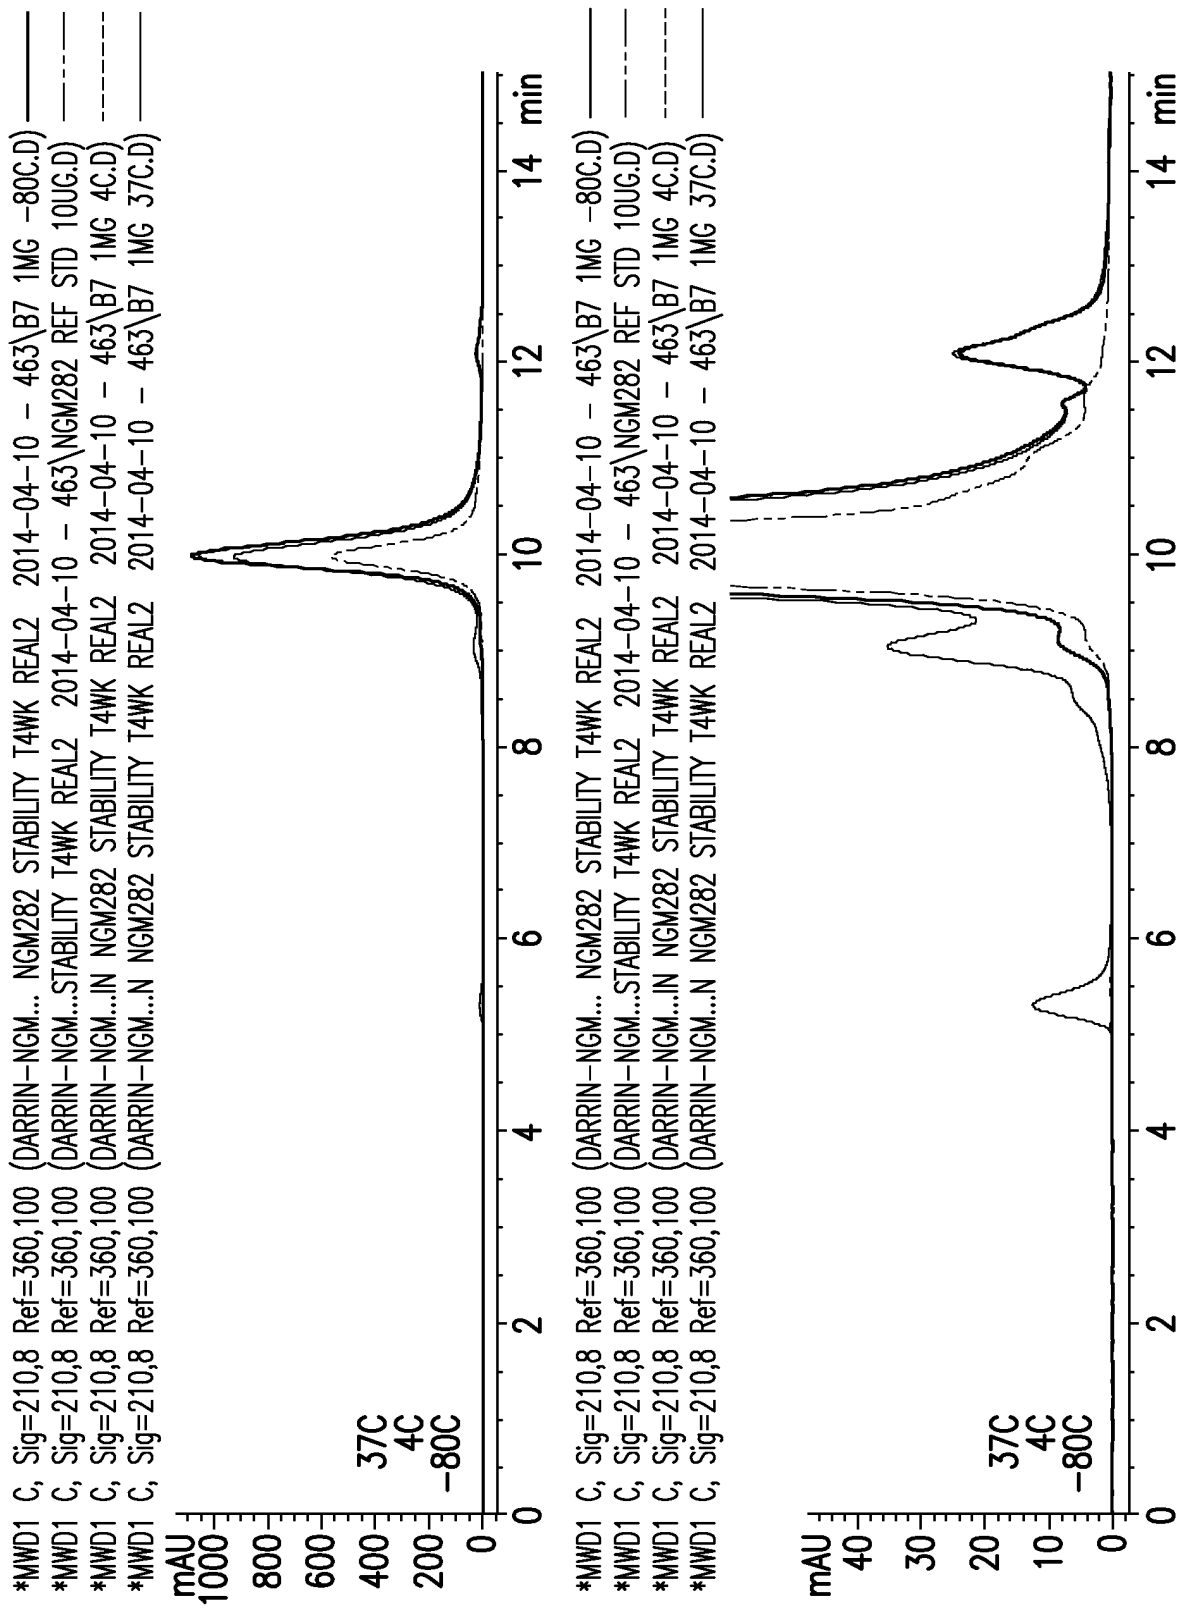 *MWD1 C, Sig=210,8 Ref=360,100 (DARRIN-NGM... NGM282 STABILITY T4WK REAL2 2014-04-10 - 463\B7 1MG -80C.D)
*MWD1 C, Sig=210,8 Ref=360,100 (DARRIN-NGM...STABILITY T4WK REAL2 2014-04-10 - 463\NGM282 REF STD 10UG.D)
*MWD1 C, Sig=210,8 Ref=360,100 (DARRIN-NGM...IN NGM282 STABILITY T4WK REAL2 2014-04-10 - 463\B7 1MG 4C.D)
*MWD1 C, Sig=210,8 Ref=360,100 (DARRIN-NGM...N NGM282 STABILITY T4WK REAL2 2014-04-10 - 463\B7 1MG 37C.D)
mAU
1000
800
600
400
200
0
37C
4C
-80C
0 2 4 6 8 10 12 14 min
*MWD1 C, Sig=210,8 Ref=360,100 (DARRIN-NGM... NGM282 STABILITY T4WK REAL2 2014-04-10 - 463\B7 1MG -80C.D)
*MWD1 C, Sig=210,8 Ref=360,100 (DARRIN-NGM...STABILITY T4WK REAL2 2014-04-10 - 463\NGM282 REF STD 10UG.D)
*MWD1 C, Sig=210,8 Ref=360,100 (DARRIN-NGM...IN NGM282 STABILITY T4WK REAL2 2014-04-10 - 463\B7 1MG 4C.D)
*MWD1 C, Sig=210,8 Ref=360,100 (DARRIN-NGM...N NGM282 STABILITY T4WK REAL2 2014-04-10 - 463\B7 1MG 37C.D)
mAU
40
30
20
10
0
37C
4C
-80C
0 2 4 6 8 10 12 14 min